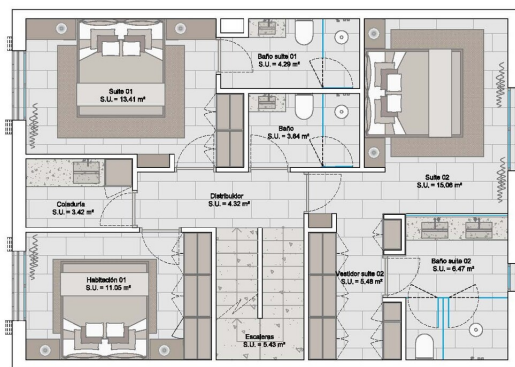 Baño suite 01
S.U. = 4.29 m²
Suite 01
S.U. = 13.41 m²
Baño
S.U. = 3.64 m²
Suite 02
S.U. = 15,06 m²
Distribuidor
S.U. = 4.32 m²
Coladuría
S.U. = 3.42 m²
Baño suite 02
S.U. = 6.47 m²
Habitación 01
S.U. = 11.05 m²
Vestidor suite 02
S.U. = 5.48 m²
Escaleras
S.U. = 5.43 m²